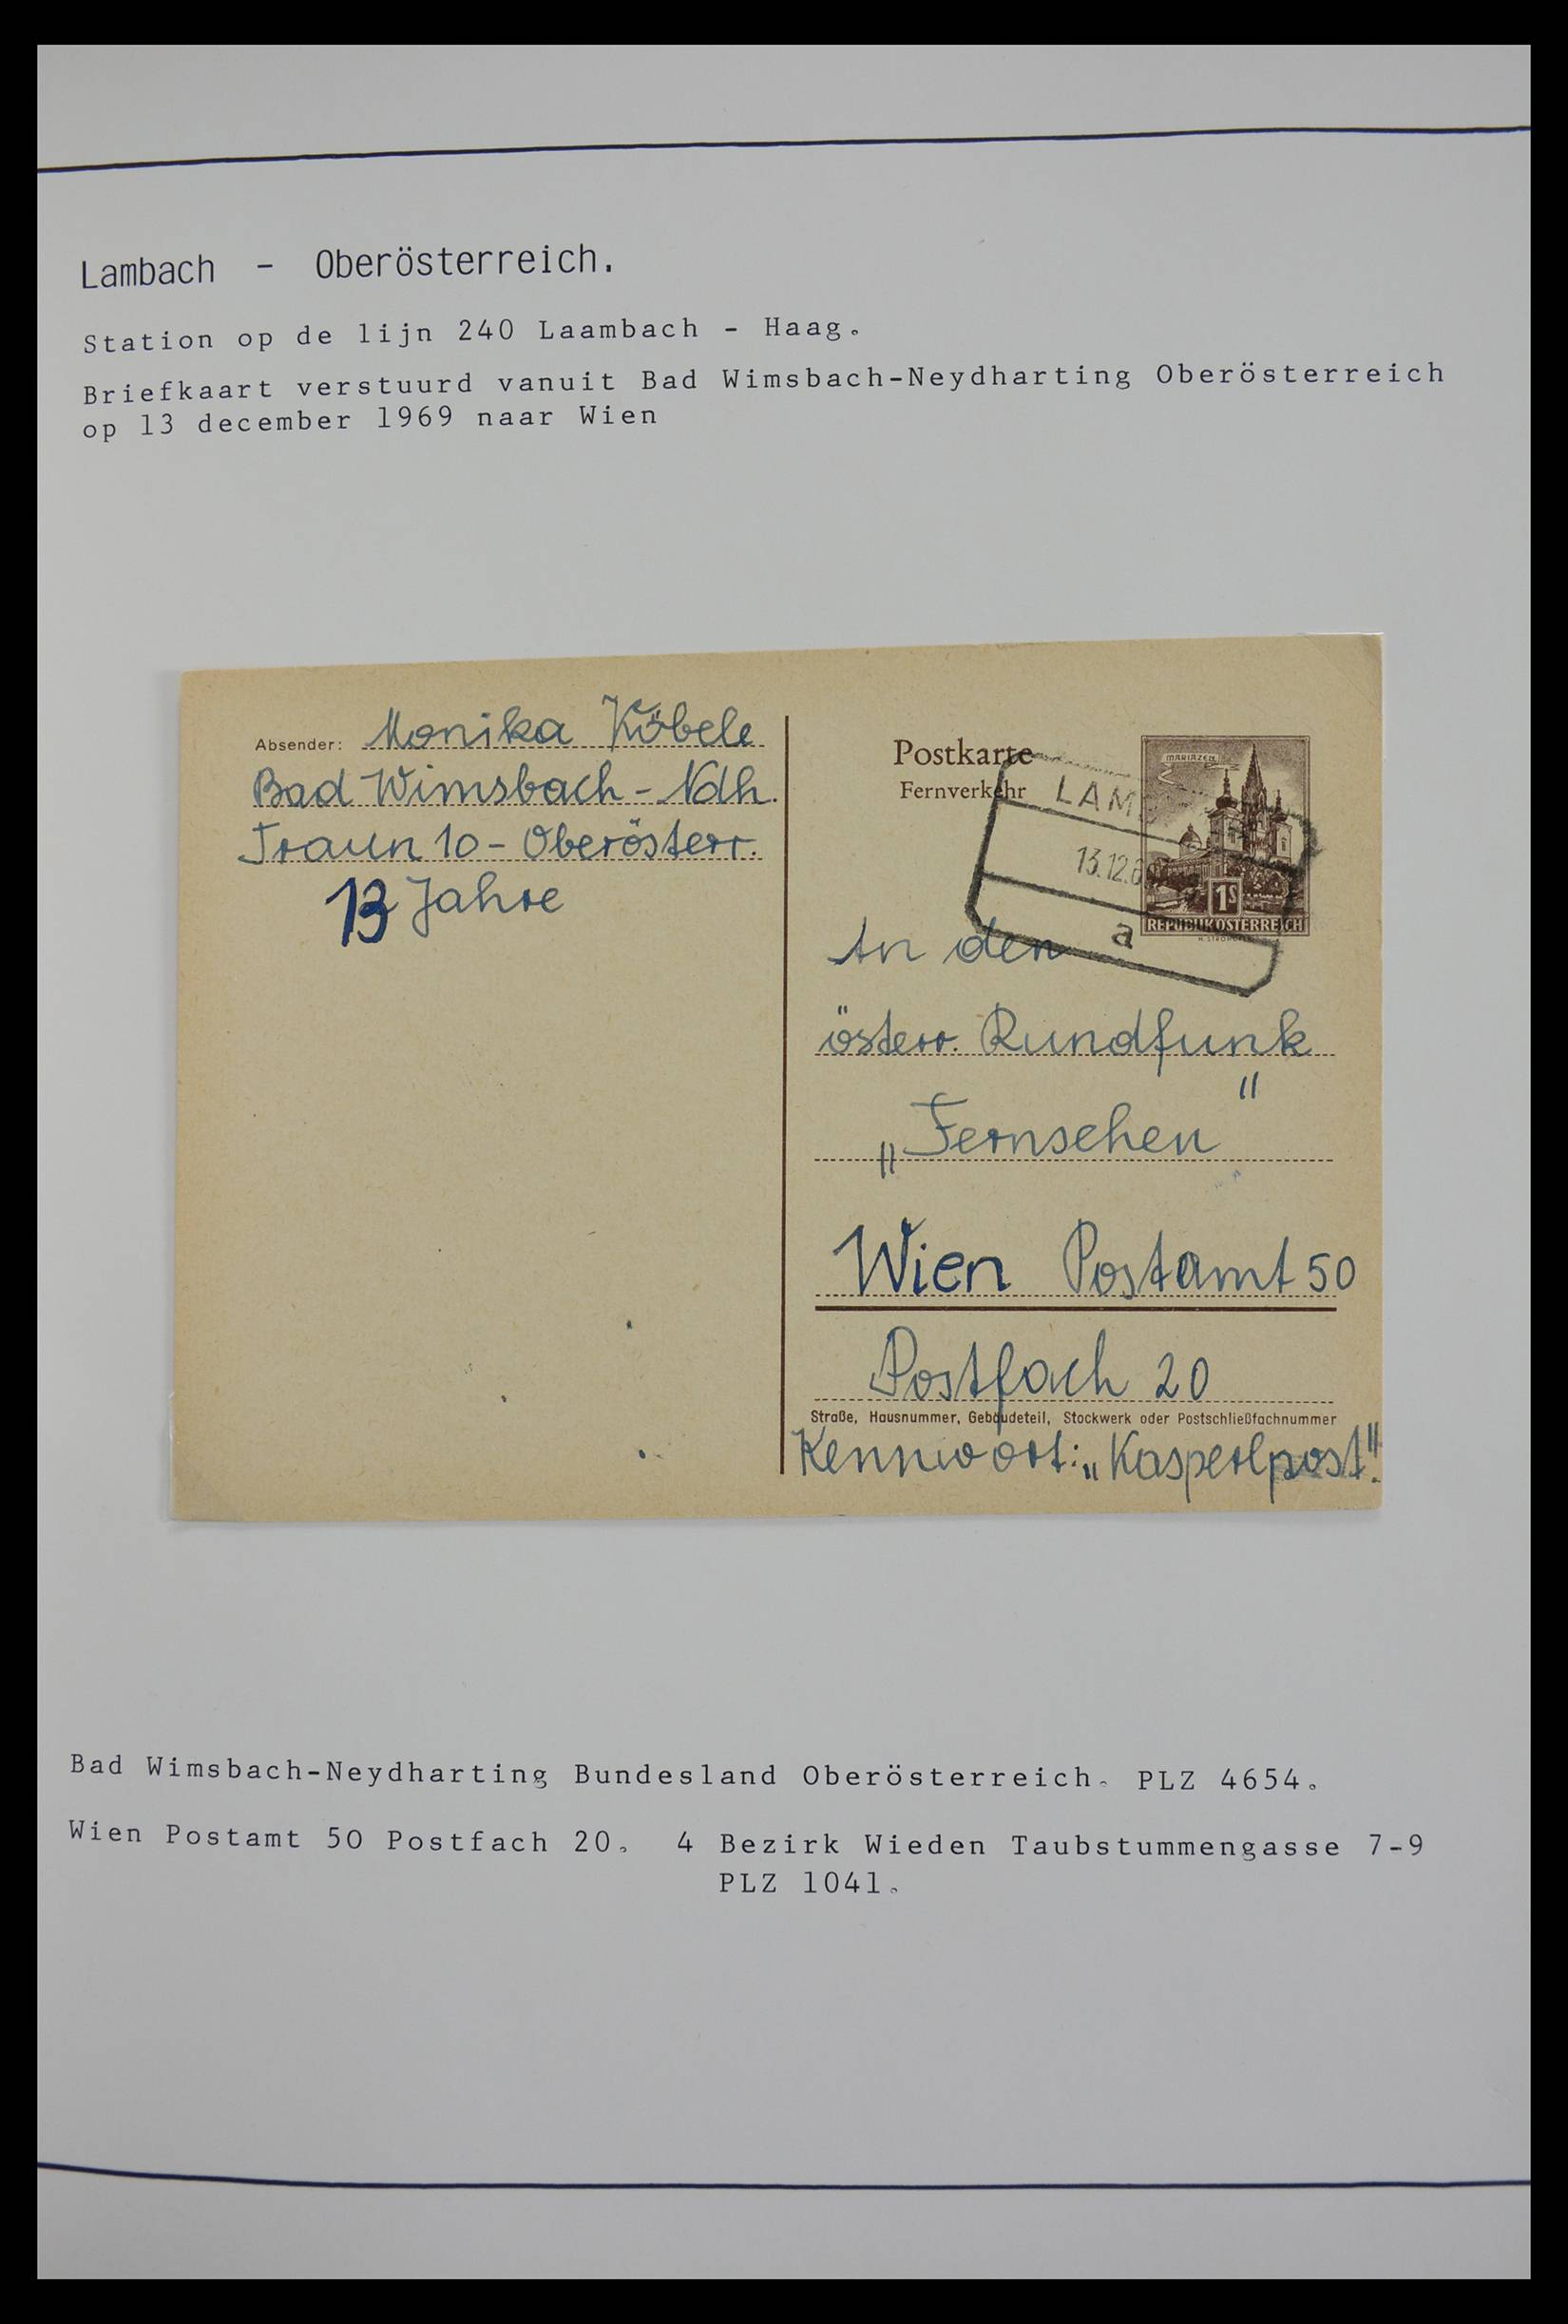 Lambach - Oberösterreich.
Station op de lijn 240 Laambach - Haag.
Briefkaart verstuurd vanuit Bad Wimsbach-Neydharting Oberösterreich
op 13 december 1969 naar Wien
Absender: Monika Köbele
Bad Wimsbach - Ndh.
Traun 10 - Oberösterr.
13 Jahre
Postkarte
Fernverkehr
LAM
13.12.6
a
MARIAZELL
1S
REPUBLIK ÖSTERREICH
An den
österr. Rundfunk
„Fernsehen"
Wien Postamt 50
Postfach 20
Straße, Hausnummer, Gebäudeteil, Stockwerk oder Postschließfachnummer
Kennwort: „Kasperlpost".
Bad Wimsbach-Neydharting Bundesland Oberösterreich. PLZ 4654.
Wien Postamt 50 Postfach 20. 4 Bezirk Wieden Taubstummengasse 7-9
PLZ 1041.